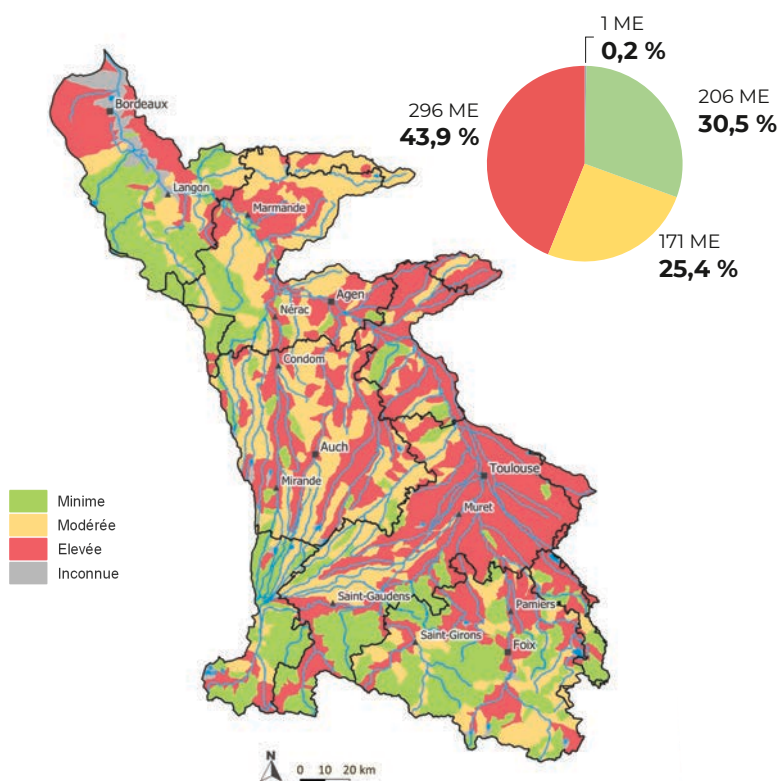 1 ME
0,2 %
296 ME
43,9 %
206 ME
30,5 %
171 ME
25,4 %
Bordeaux
Langon
Marmande
Agen
Nérac
Condom
Auch
Mirande
Toulouse
Muret
Saint-Gaudens
Pamiers
Saint-Girons
Foix
Minime
Modérée
Elevée
Inconnue
N
0 10 20 km